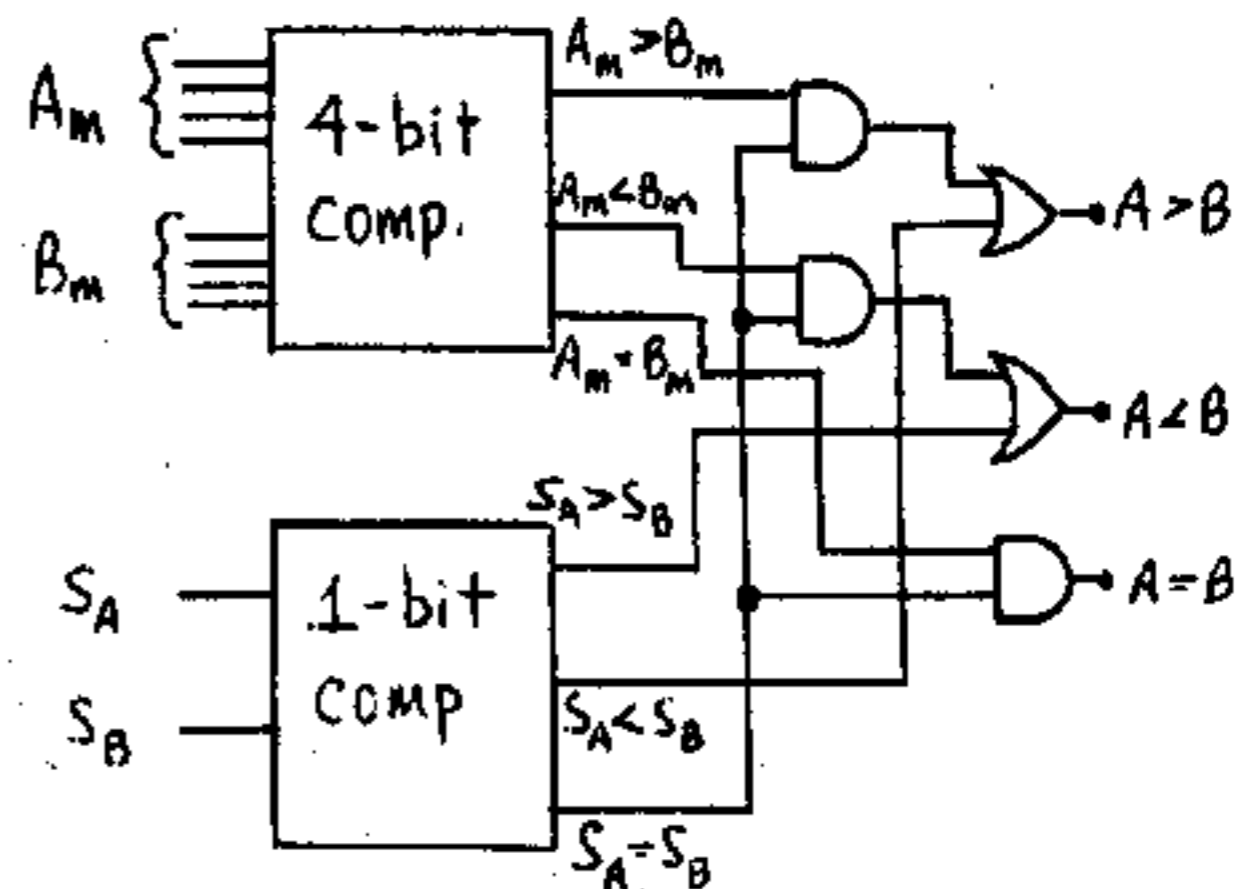 A_m > B_m
A_m
4-bit
comp.
A > B
A_m < B_m
B_m
A_m = B_m
A < B
S_A > S_B
S_A
1-bit
comp
A = B
S_B
S_A < S_B
S_A = S_B